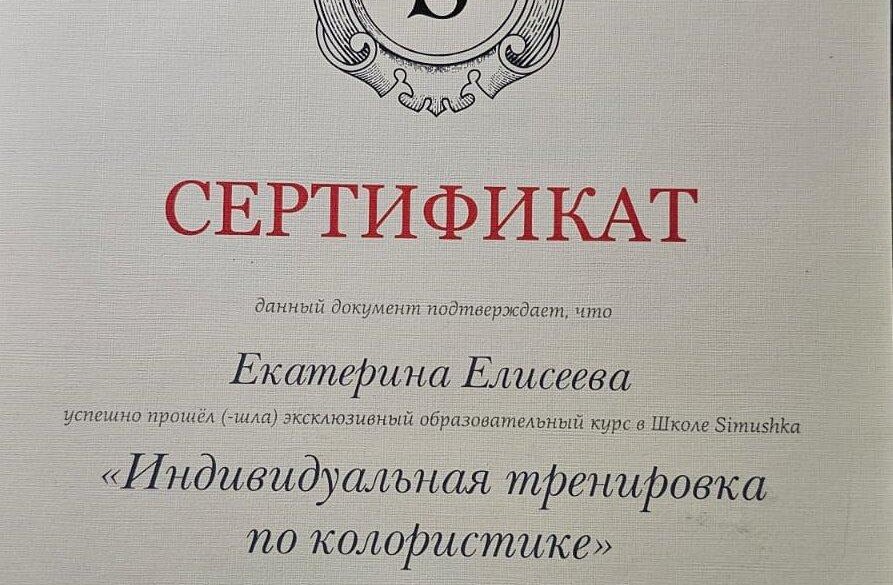 S
СЕРТИФИКАТ
данный документ подтверждает, что
Екатерина Елисеева
успешно прошёл (-шла) эксклюзивный образовательный курс в Школе Simushka
«Индивидуальная тренировка
по колористике»